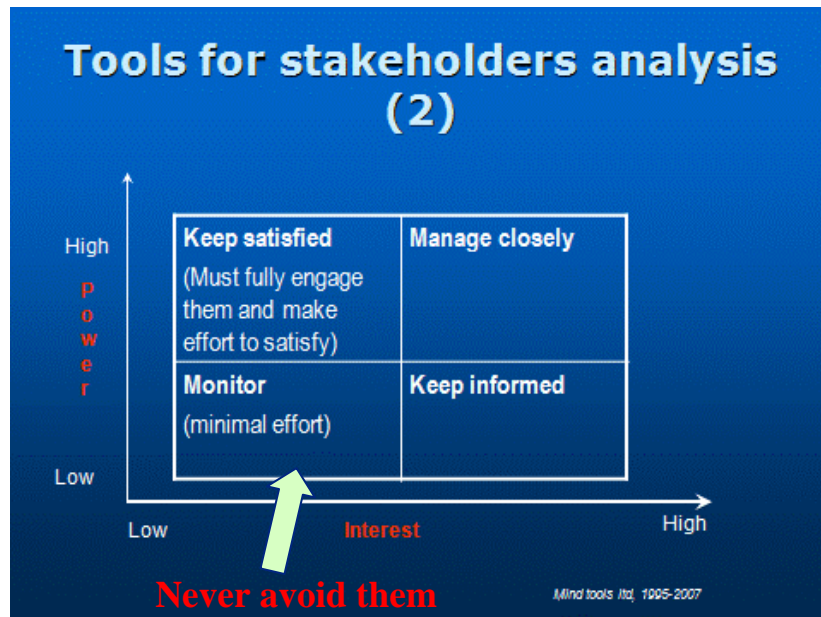 Tools for stakeholders analysis
(2)
High
Power
Low
Keep satisfied
(Must fully engage
them and make
effort to satisfy)
Manage closely
Monitor
(minimal effort)
Keep informed
Low
Interest
High
Never avoid them
Mind tools ltd, 1995-2007